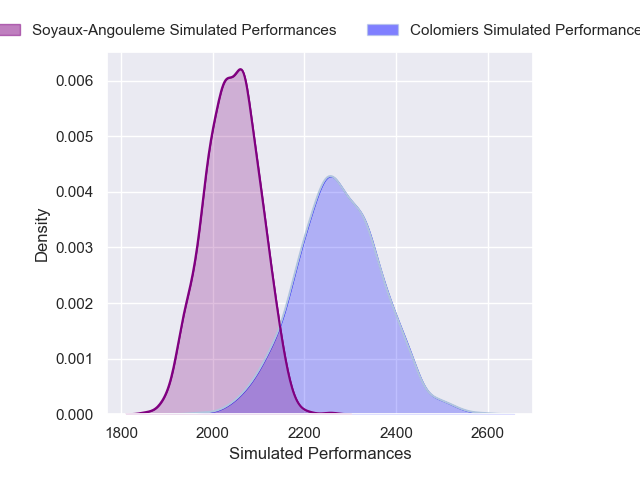 Soyaux-Angouleme Simulated Performances
Colomiers Simulated Performance
0.006
0.005
0.004
0.003
0.002
0.001
0.000
Density
1800 2000 2200 2400 2600
Simulated Performances